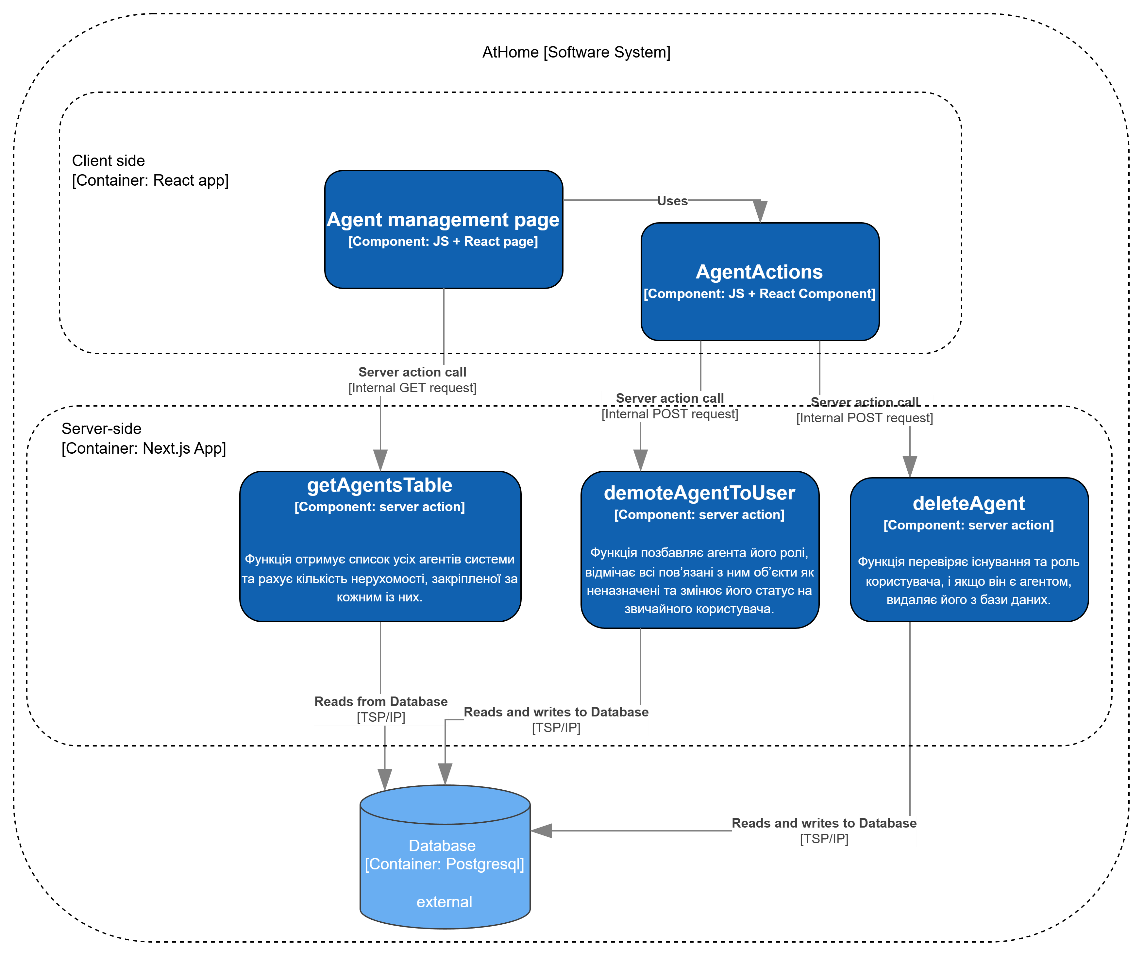 AtHome [Software System]
Client side
[Container: React app]
Agent management page
[Component: JS + React page]
Uses
AgentActions
[Component: JS + React Component]
Server action call
[Internal GET request]
Server action call
[Internal POST request]
Server action call
[Internal POST request]
Server-side
[Container: Next.js App]
getAgentsTable
[Component: server action]
Функція отримує список усіх агентів системи
та рахує кількість нерухомості, закріпленої за
кожним із них.
demoteAgentToUser
[Component: server action]
Функція позбавляє агента його ролі,
відмічає всі пов’язані з ним об’єкти як
неназначені та змінює його статус на
звичайного користувача.
deleteAgent
[Component: server action]
Функція перевіряє існування та роль
користувача, і якщо він є агентом,
видаляє його з бази даних.
Reads from Database
[TSP/IP]
Reads and writes to Database
[TSP/IP]
Reads and writes to Database
[TSP/IP]
Database
[Container: Postgresql]
external